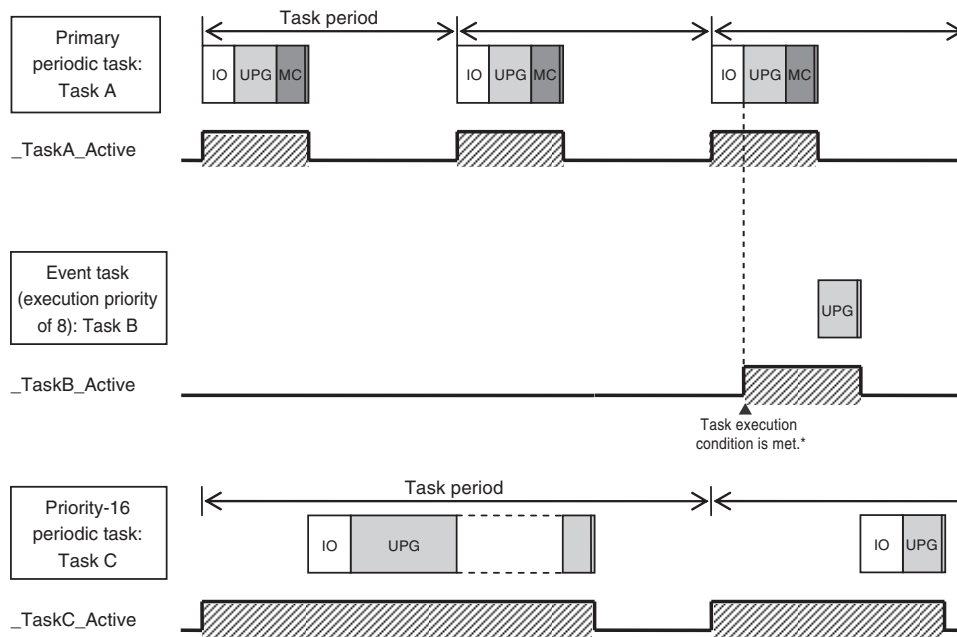 Task period
Primary
periodic task:
Task A
IO UPG MC
IO UPG MC
IO UPG MC
_TaskA_Active
Event task
(execution priority
of 8): Task B
UPG
_TaskB_Active
Task execution
condition is met.*
Task period
Priority-16
periodic task:
Task C
IO UPG
IO UPG
_TaskC_Active